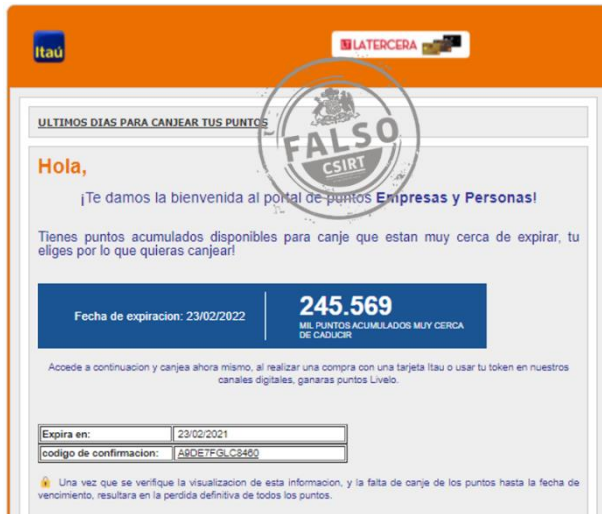 Itaú
LT LATERCERA
ULTIMOS DIAS PARA CANJEAR TUS PUNTOS
FALSO
CSIRT
Hola,
¡Te damos la bienvenida al portal de puntos Empresas y Personas!
Tienes puntos acumulados disponibles para canje que estan muy cerca de expirar, tu
eliges por lo que quieras canjear!
Fecha de expiracion: 23/02/2022
245.569
MIL PUNTOS ACUMULADOS MUY CERCA
DE CADUCIR
Accede a continuacion y canjea ahora mismo, al realizar una compra con una tarjeta Itau o usar tu token en nuestros
canales digitales, ganaras puntos Livelo.
Expira en: 23/02/2021
codigo de confirmacion: A9DE7FGLC8460
Una vez que se verifique la visualizacion de esta informacion, y la falta de canje de los puntos hasta la fecha de
vencimiento, resultara en la perdida definitiva de todos los puntos.